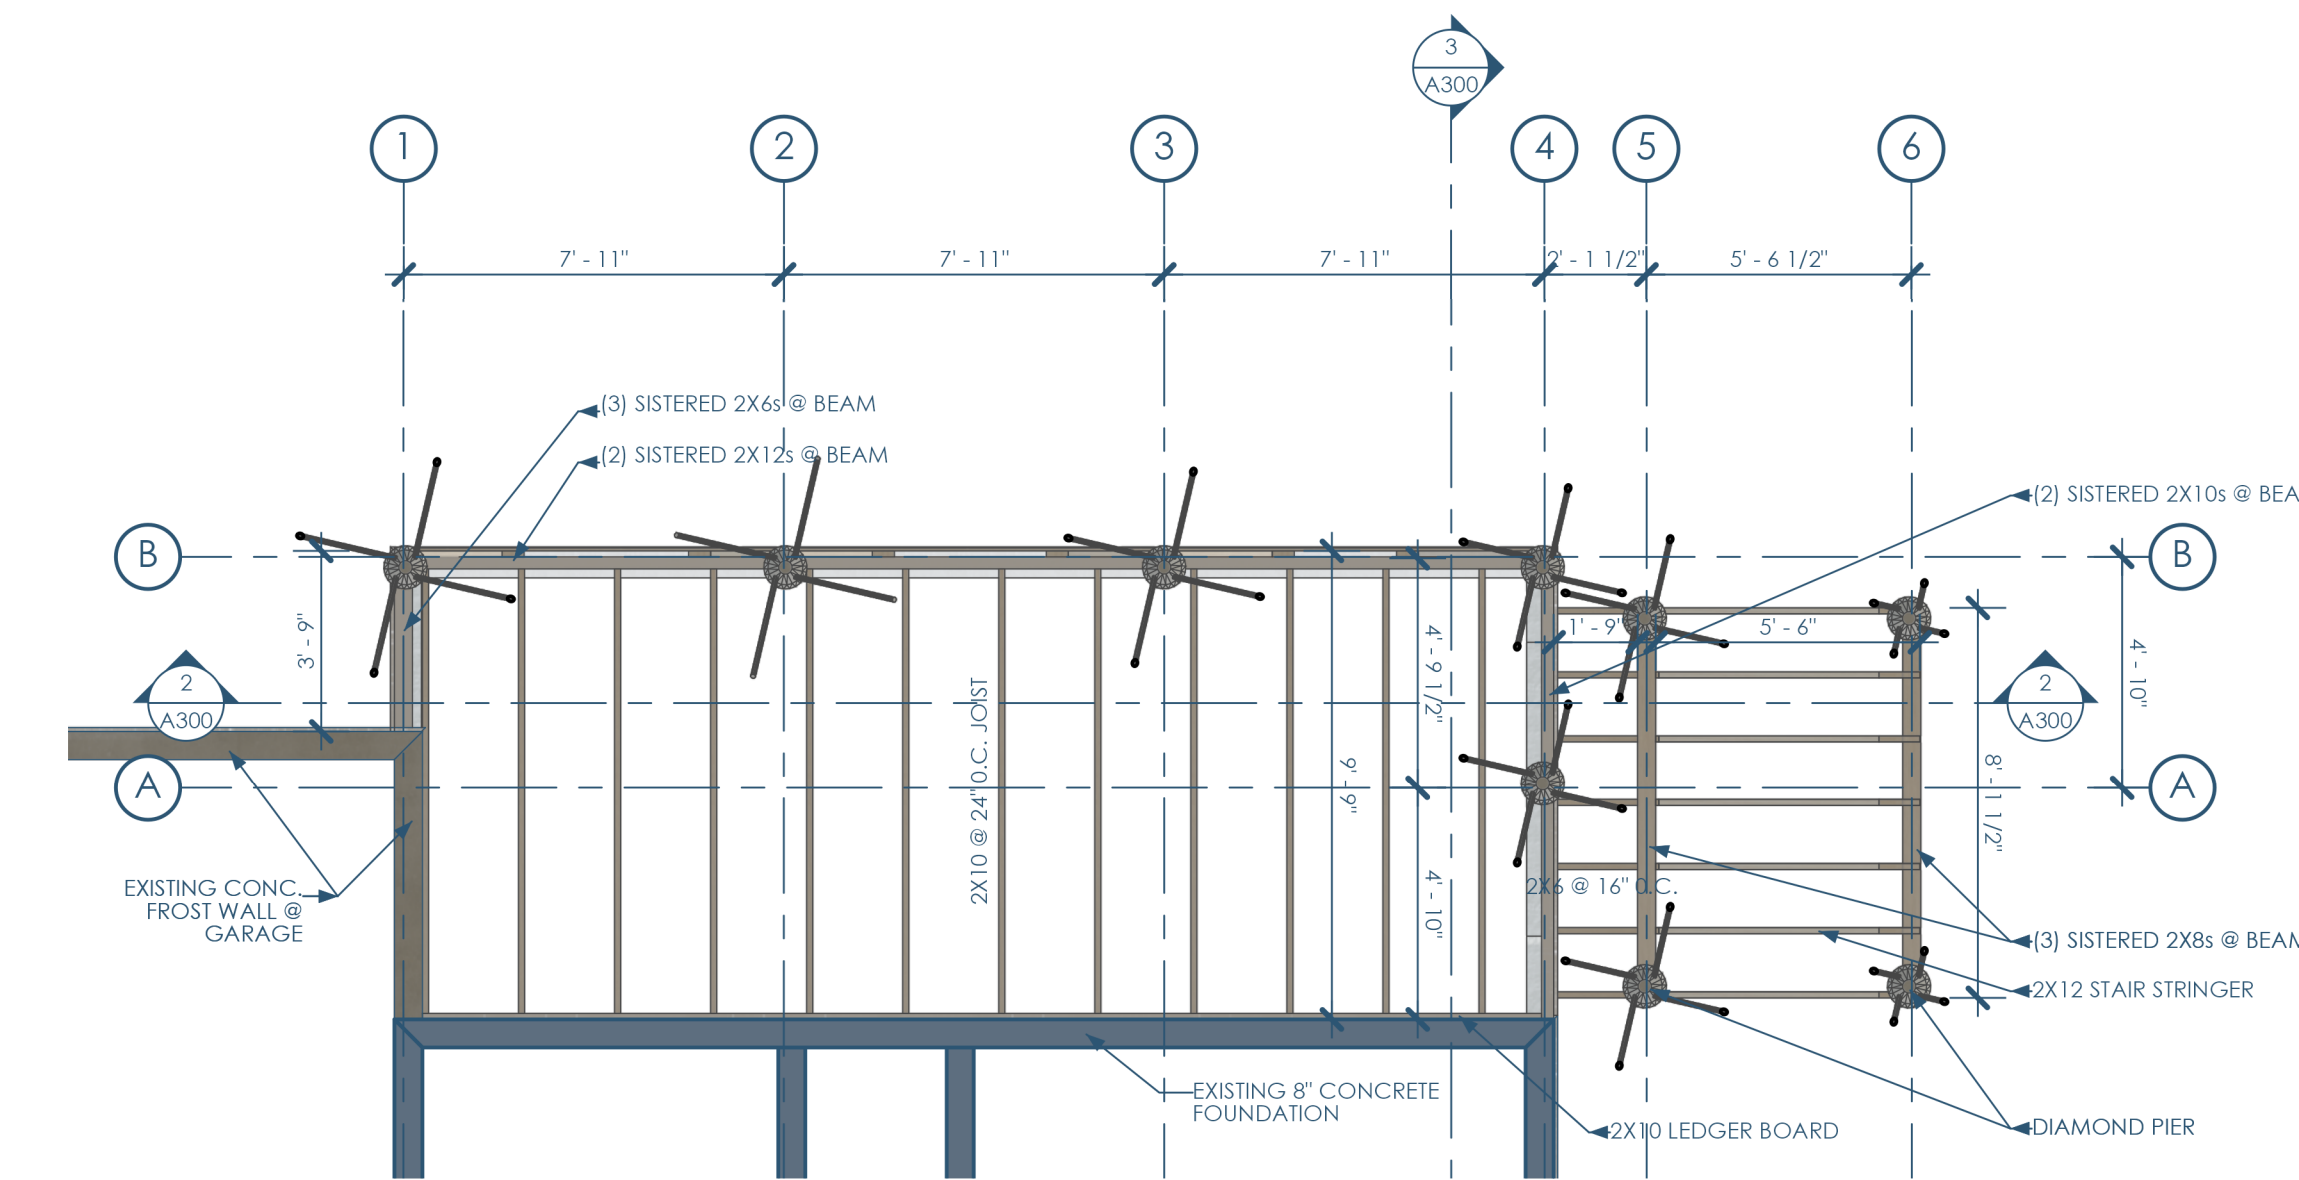 3
A300
1
2
3
4
5
6
7' - 11"
7' - 11"
7' - 11"
2' - 1 1/2"
5' - 6 1/2"
(3) SISTERED 2X6s @ BEAM
(2) SISTERED 2X12s @ BEAM
(2) SISTERED 2X10s @ BEA
B
B
3' - 9"
4' - 9 1/2"
1' - 9"
5' - 6"
4' - 10"
2
A300
2
A300
2X10 @ 24" O.C. JOIST
9' - 9"
8' - 1 1/2"
A
A
EXISTING CONC.
FROST WALL @
GARAGE
4' - 10"
2X6 @ 16" O.C.
(3) SISTERED 2X8s @ BEAM
2X12 STAIR STRINGER
EXISTING 8" CONCRETE
FOUNDATION
2X10 LEDGER BOARD
DIAMOND PIER